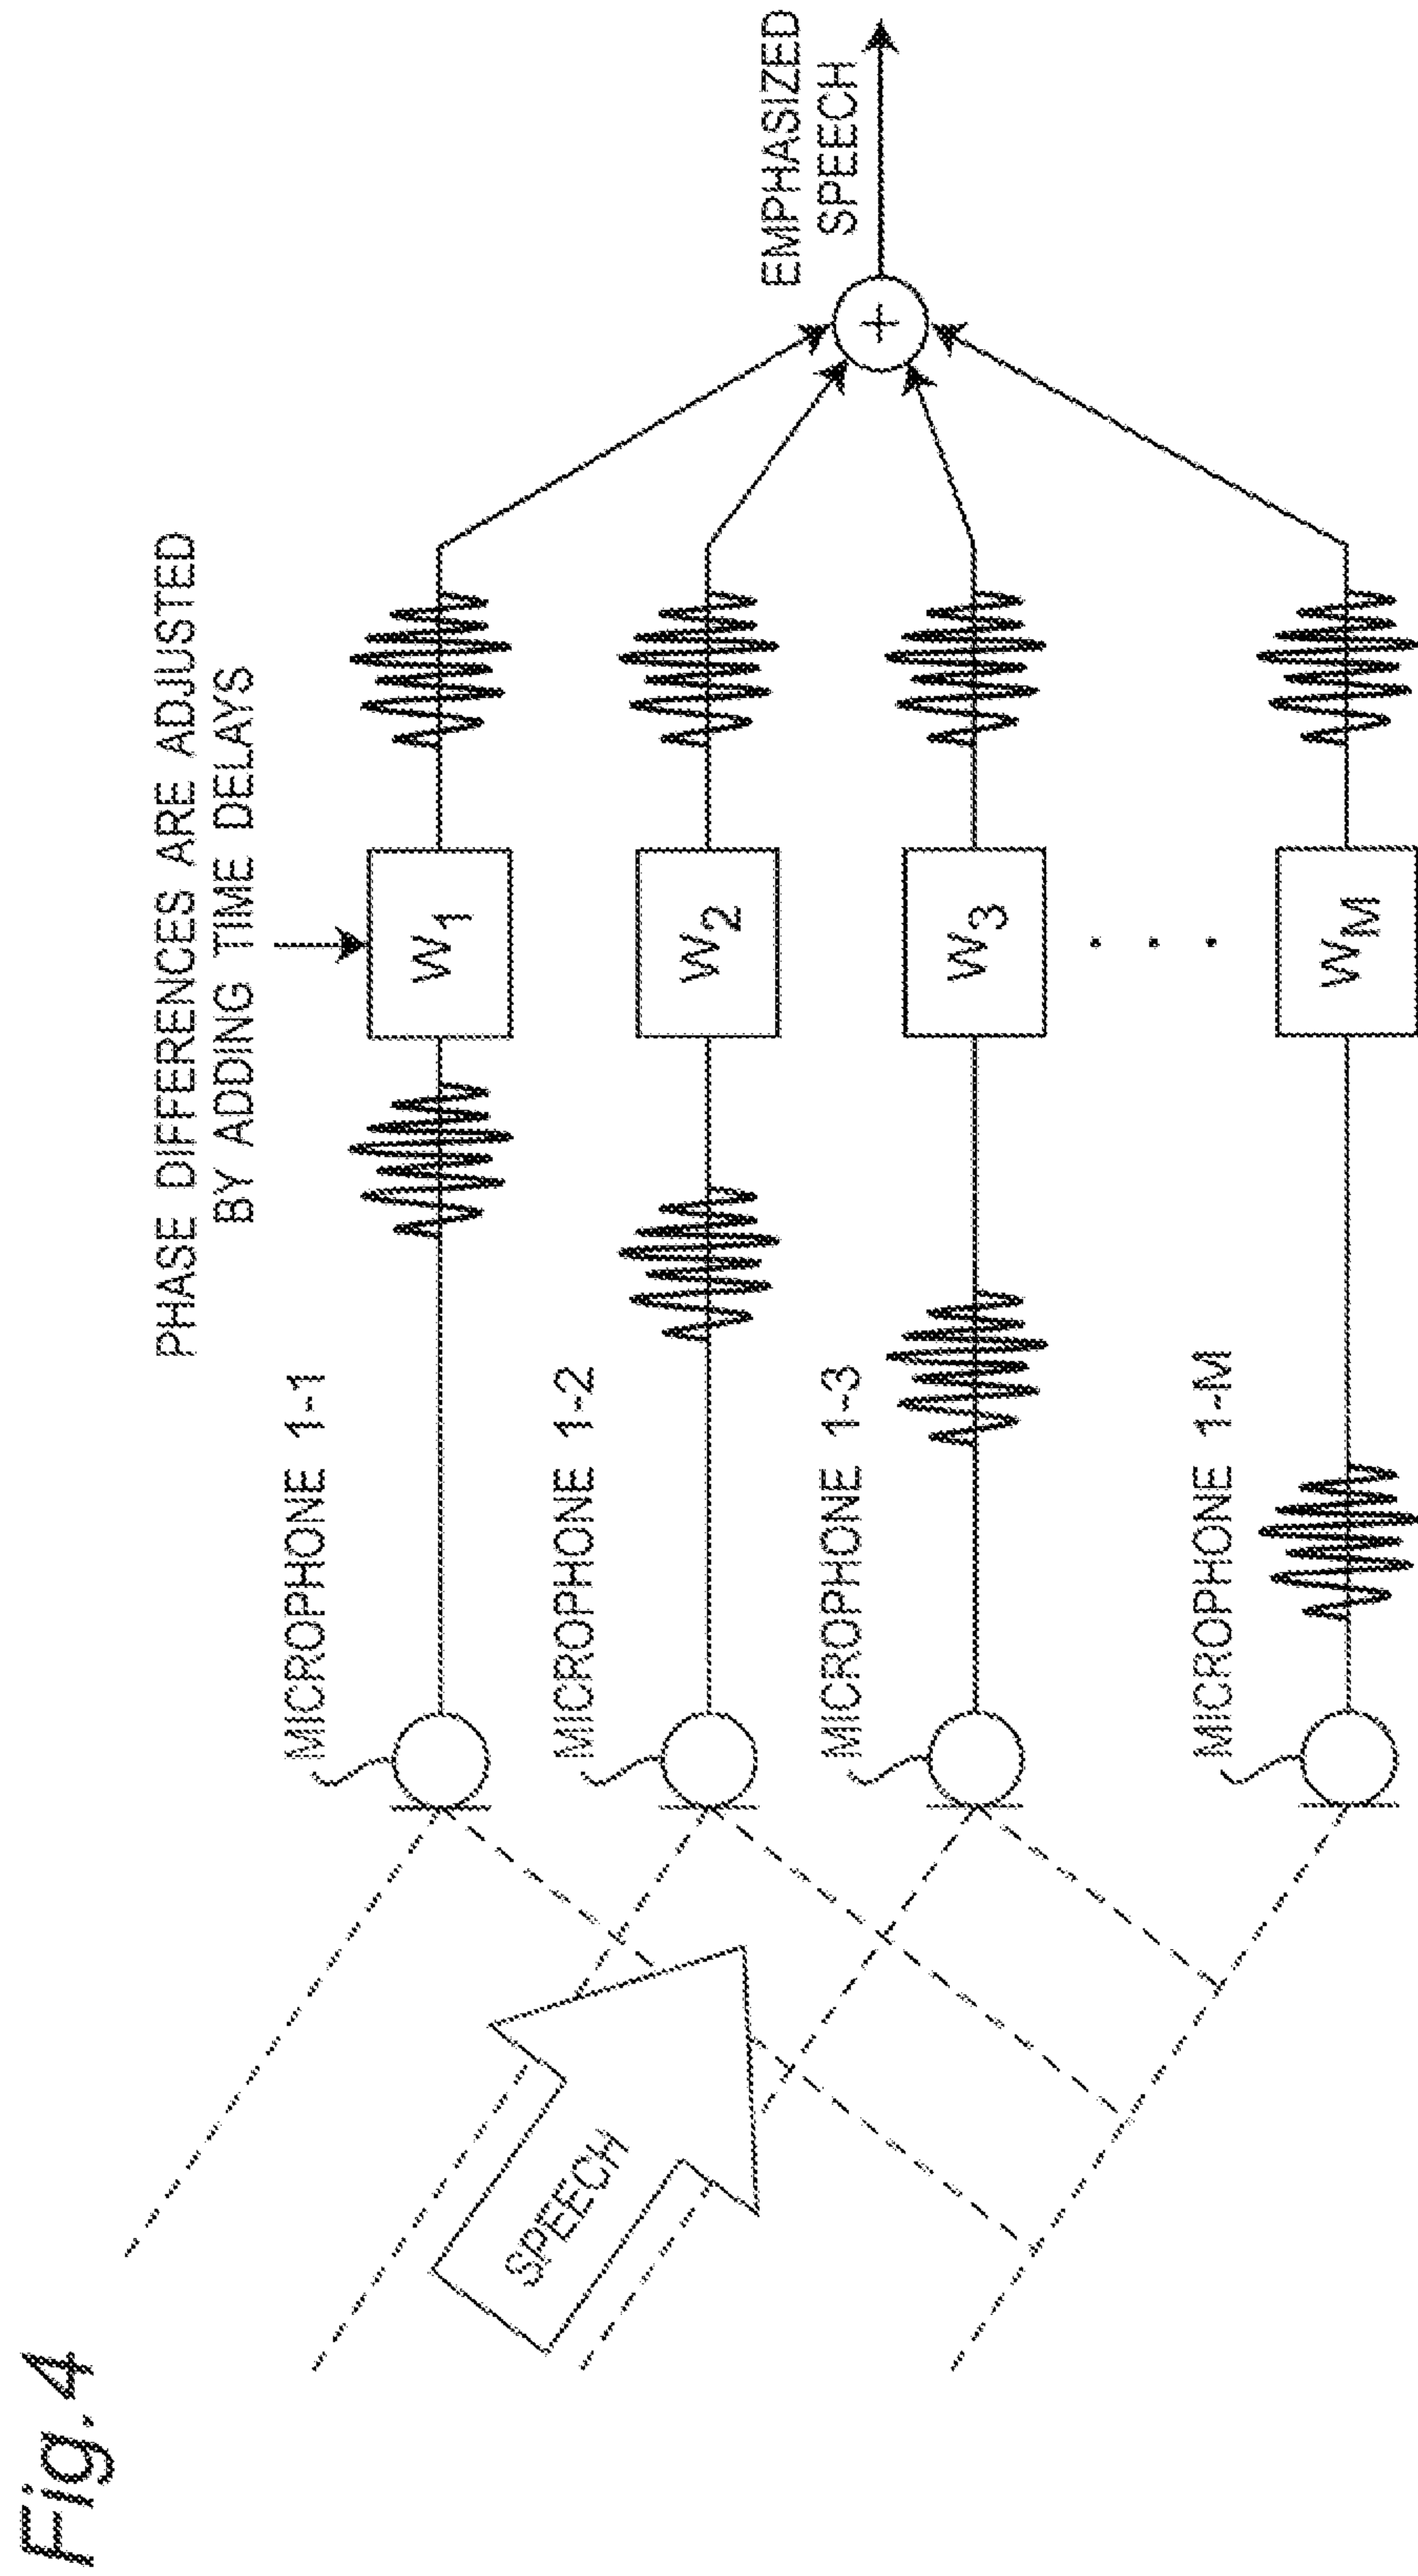 Fig. 4
PHASE DIFFERENCES ARE ADJUSTED
BY ADDING TIME DELAYS
MICROPHONE 1-1
W1
MICROPHONE 1-2
W2
EMPHASIZED
SPEECH
+
SPEECH
MICROPHONE 1-3
W3
. . .
MICROPHONE 1-M
WM